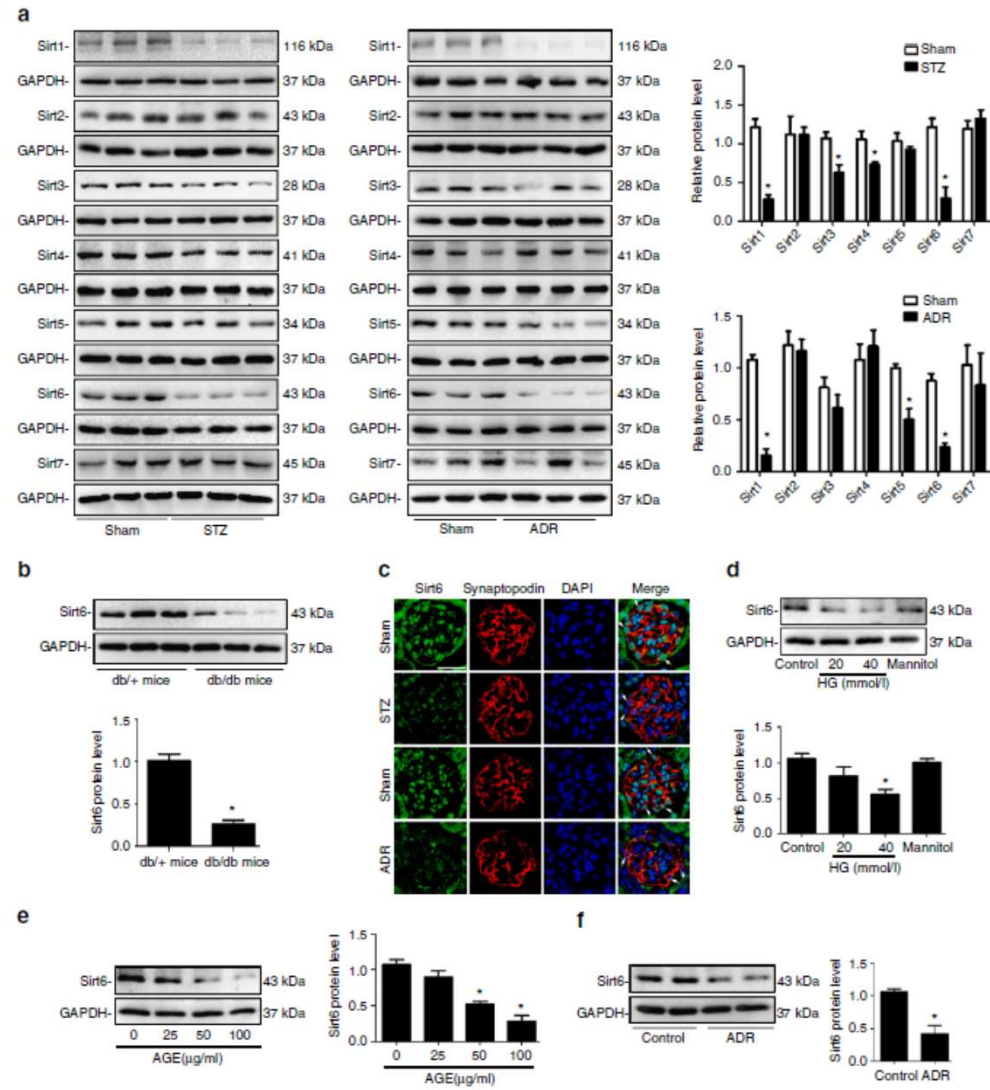 a
Sirt1- 116 kDa
GAPDH- 37 kDa
Sirt2- 43 kDa
GAPDH- 37 kDa
Sirt3- 28 kDa
GAPDH- 37 kDa
Sirt4- 41 kDa
GAPDH- 37 kDa
Sirt5- 34 kDa
GAPDH- 37 kDa
Sirt6- 43 kDa
GAPDH- 37 kDa
Sirt7- 45 kDa
GAPDH- 37 kDa
Sham STZ
Sirt1- 116 kDa
GAPDH- 37 kDa
Sirt2- 43 kDa
GAPDH- 37 kDa
Sirt3- 28 kDa
GAPDH- 37 kDa
Sirt4- 41 kDa
GAPDH- 37 kDa
Sirt5- 34 kDa
GAPDH- 37 kDa
Sirt6- 43 kDa
GAPDH- 37 kDa
Sirt7- 45 kDa
GAPDH- 37 kDa
Sham ADR
Sham
STZ
Relative protein level
2.0
1.5
1.0
0.5
0.0
* * * *
Sirt1 Sirt2 Sirt3 Sirt4 Sirt5 Sirt6 Sirt7
Sham
ADR
Relative protein level
1.5
1.0
0.5
0.0
* * *
Sirt1 Sirt2 Sirt3 Sirt4 Sirt5 Sirt6 Sirt7
b
Sirt6- 43 kDa
GAPDH- 37 kDa
db/+ mice db/db mice
Sirt6 protein level
1.5
1.0
0.5
0.0
*
db/+ mice db/db mice
c
Sirt6 Synaptopodin DAPI Merge
Sham
STZ
Sham
ADR
d
Sirt6- 43 kDa
GAPDH- 37 kDa
Control 20 40 Mannitol
HG (mmol/l)
Sirt6 protein level
1.5
1.0
0.5
0.0
*
Control 20 40 Mannitol
HG (mmol/l)
e
Sirt6- 43 kDa
GAPDH- 37 kDa
0 25 50 100
AGE(μg/ml)
Sirt6 protein level
1.5
1.0
0.5
0.0
* *
0 25 50 100
AGE(μg/ml)
f
Sirt6- 43 kDa
GAPDH- 37 kDa
Control ADR
Sirt6 protein level
1.5
1.0
0.5
0.0
*
Control ADR